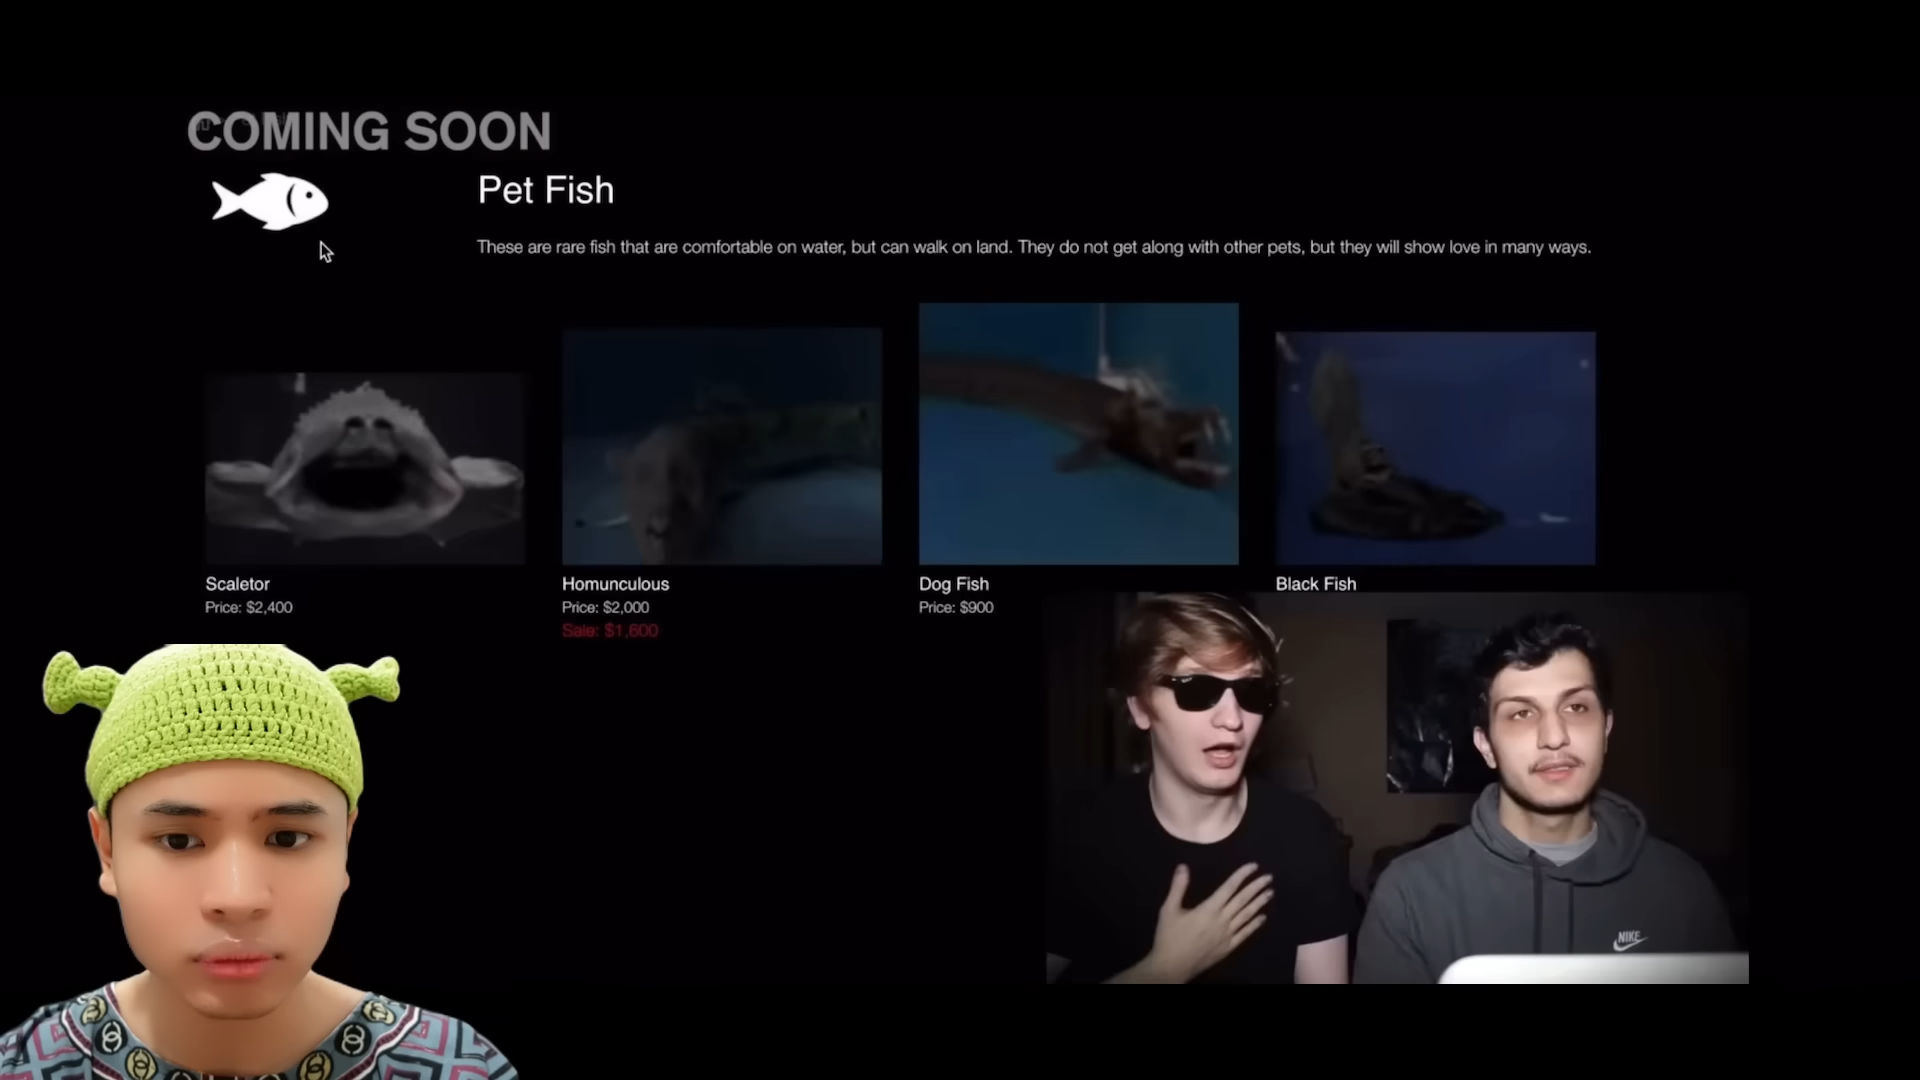 COMING SOON
Pet Fish
These are rare fish that are comfortable on water, but can walk on land. They do not get along with other pets, but they will show love in many ways.
Scaletor
Price: $2,400
Homunculous
Price: $2,000
Sale: $1,600
Dog Fish
Price: $900
Black Fish
NIKE